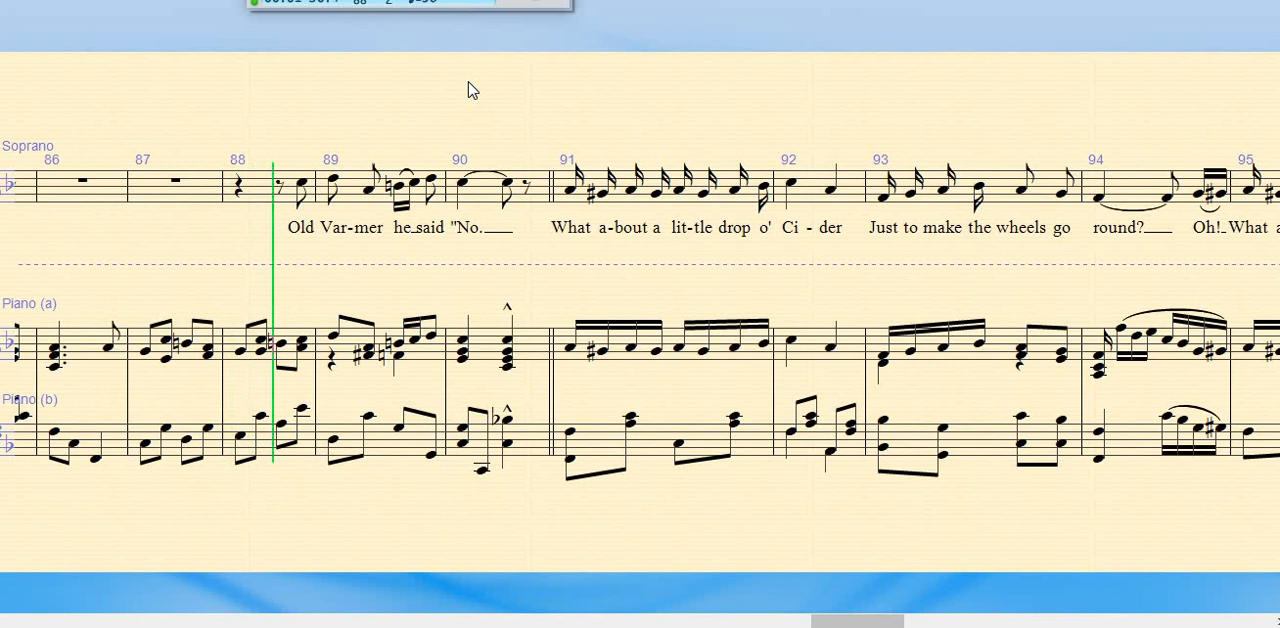 Soprano
86 87 88 89 90 91 92 93 94 95
Old Var-mer he said "No. What a-bout a lit-tle drop o' Ci - der Just to make the wheels go round? Oh! What
Piano (a)
Piano (b)